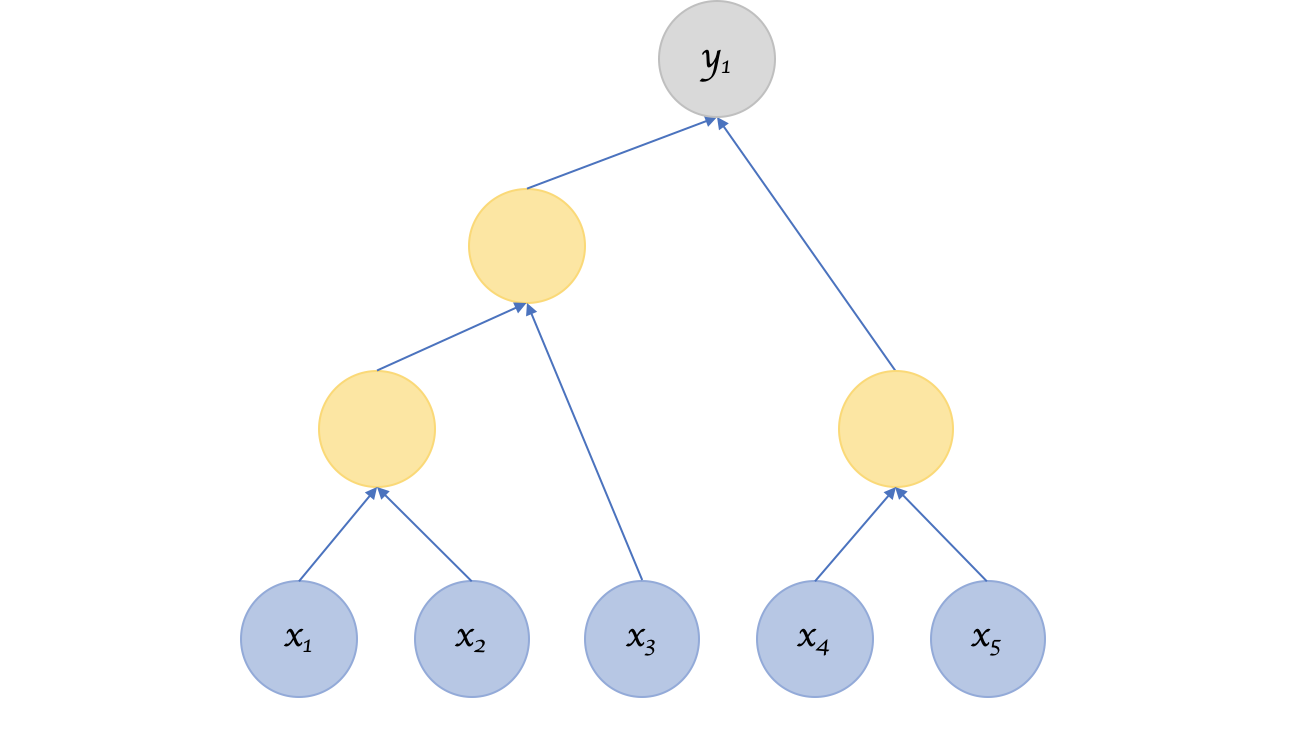 y₁
x₁ x₂ x₃ x₄ x₅